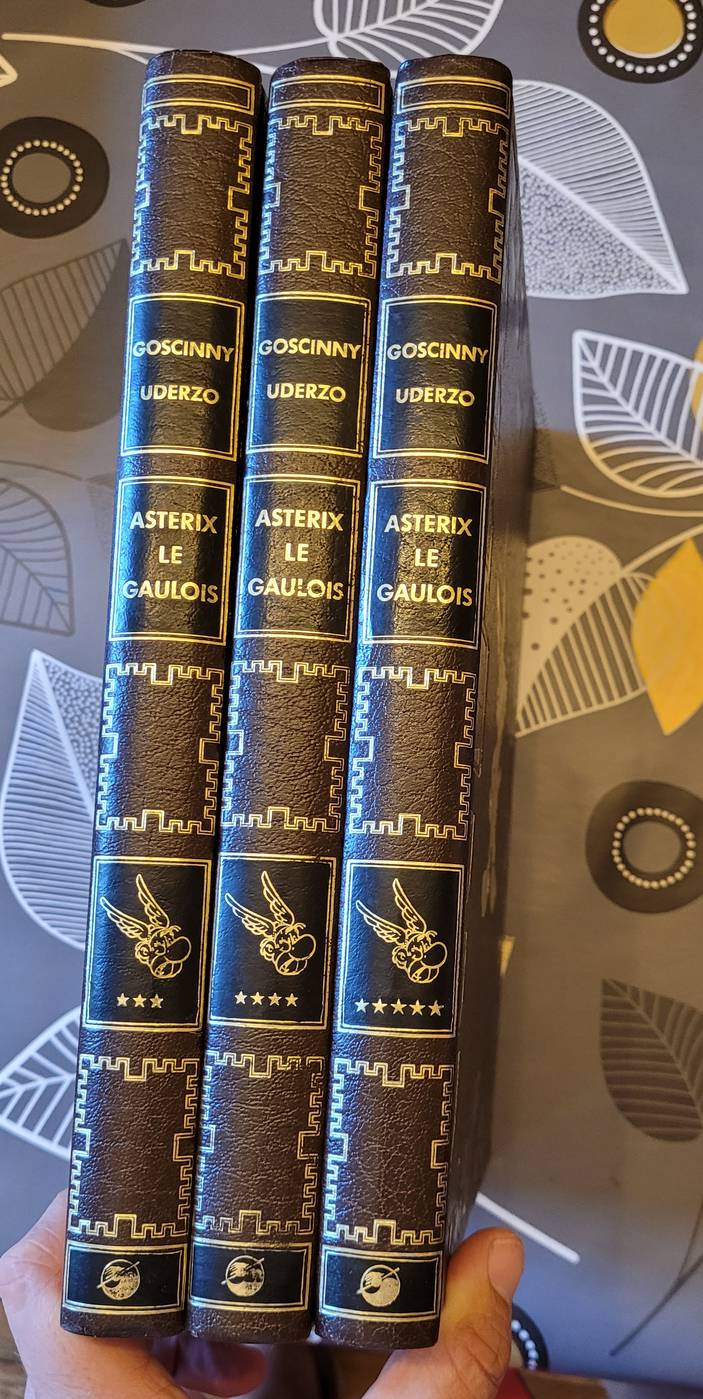 GOSCINNY
UDERZO
ASTERIX
LE
GAULOIS
GOSCINNY
UDERZO
ASTERIX
LE
GAULOIS
GOSCINNY
UDERZO
ASTERIX
LE
GAULOIS